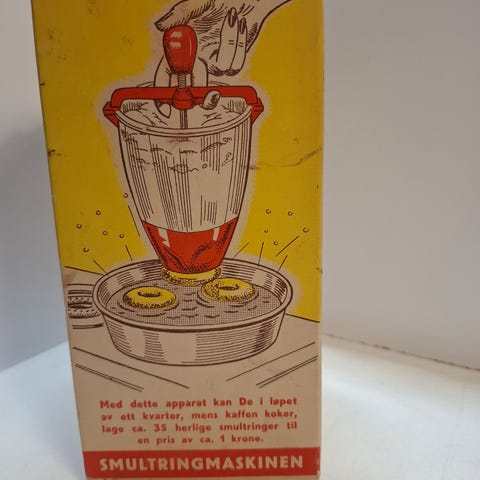 Med dette apparat kan De i løpet
av ett kvarter, mens kaffen koker,
lage ca. 35 herlige smultringer til
en pris av ca. 1 krone.
SMULTRINGMASKINEN